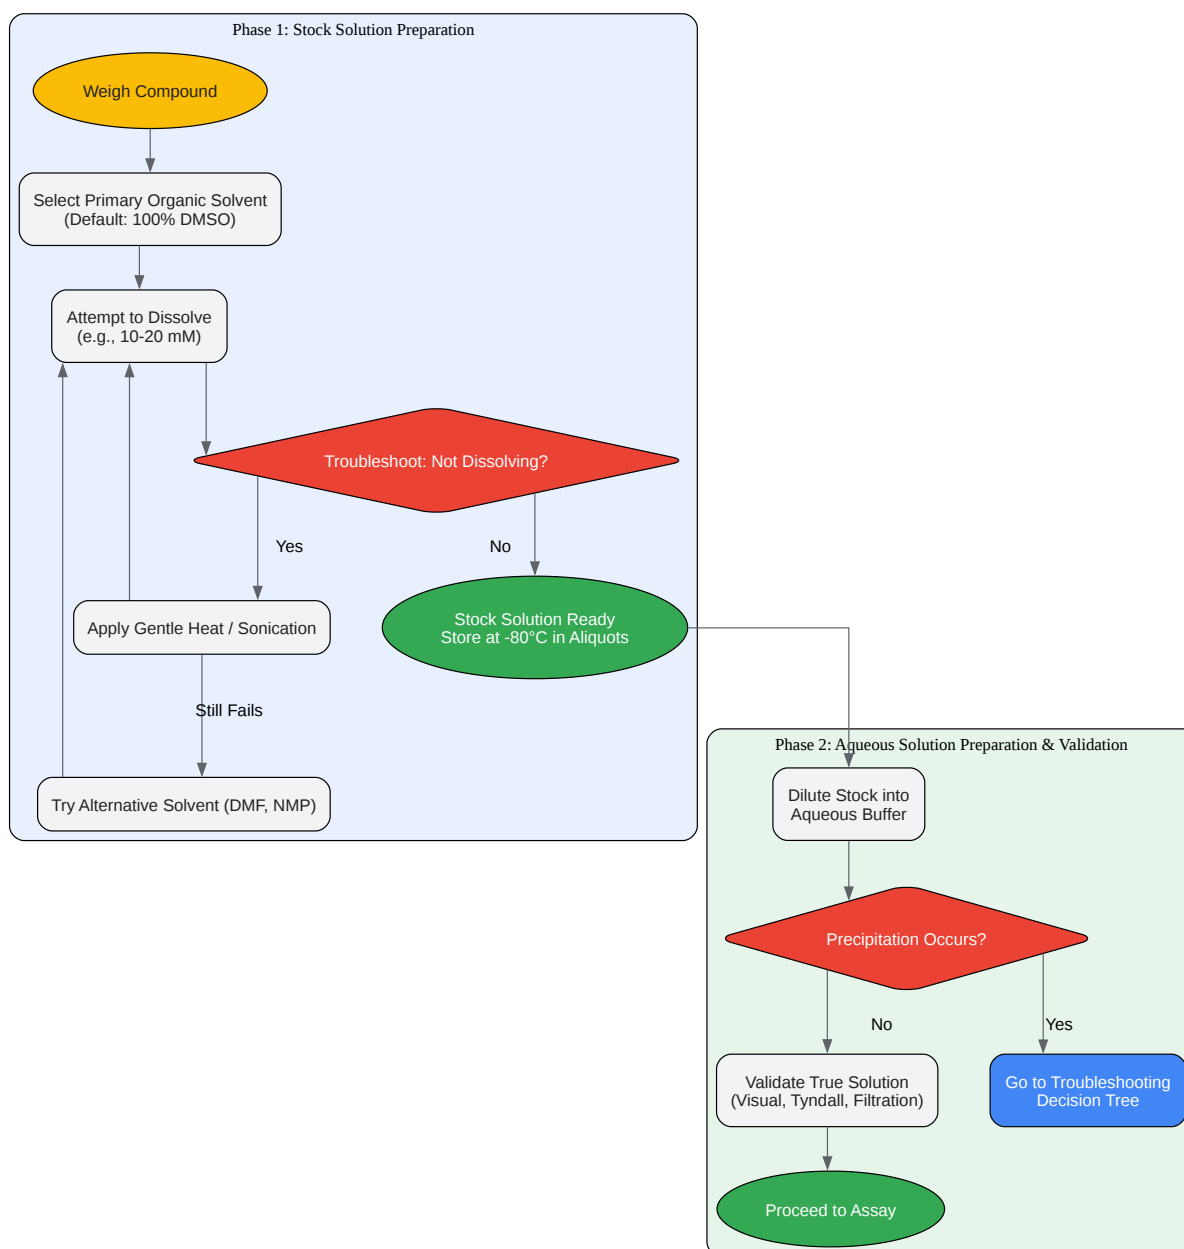 Phase 1: Stock Solution Preparation
Weigh Compound
Select Primary Organic Solvent
(Default: 100% DMSO)
Attempt to Dissolve
(e.g., 10-20 mM)
Troubleshoot: Not Dissolving?
Yes
No
Apply Gentle Heat / Sonication
Stock Solution Ready
Store at -80°C in Aliquots
Still Fails
Try Alternative Solvent (DMF, NMP)
Phase 2: Aqueous Solution Preparation & Validation
Dilute Stock into
Aqueous Buffer
Precipitation Occurs?
No
Yes
Validate True Solution
(Visual, Tyndall, Filtration)
Go to Troubleshooting
Decision Tree
Proceed to Assay